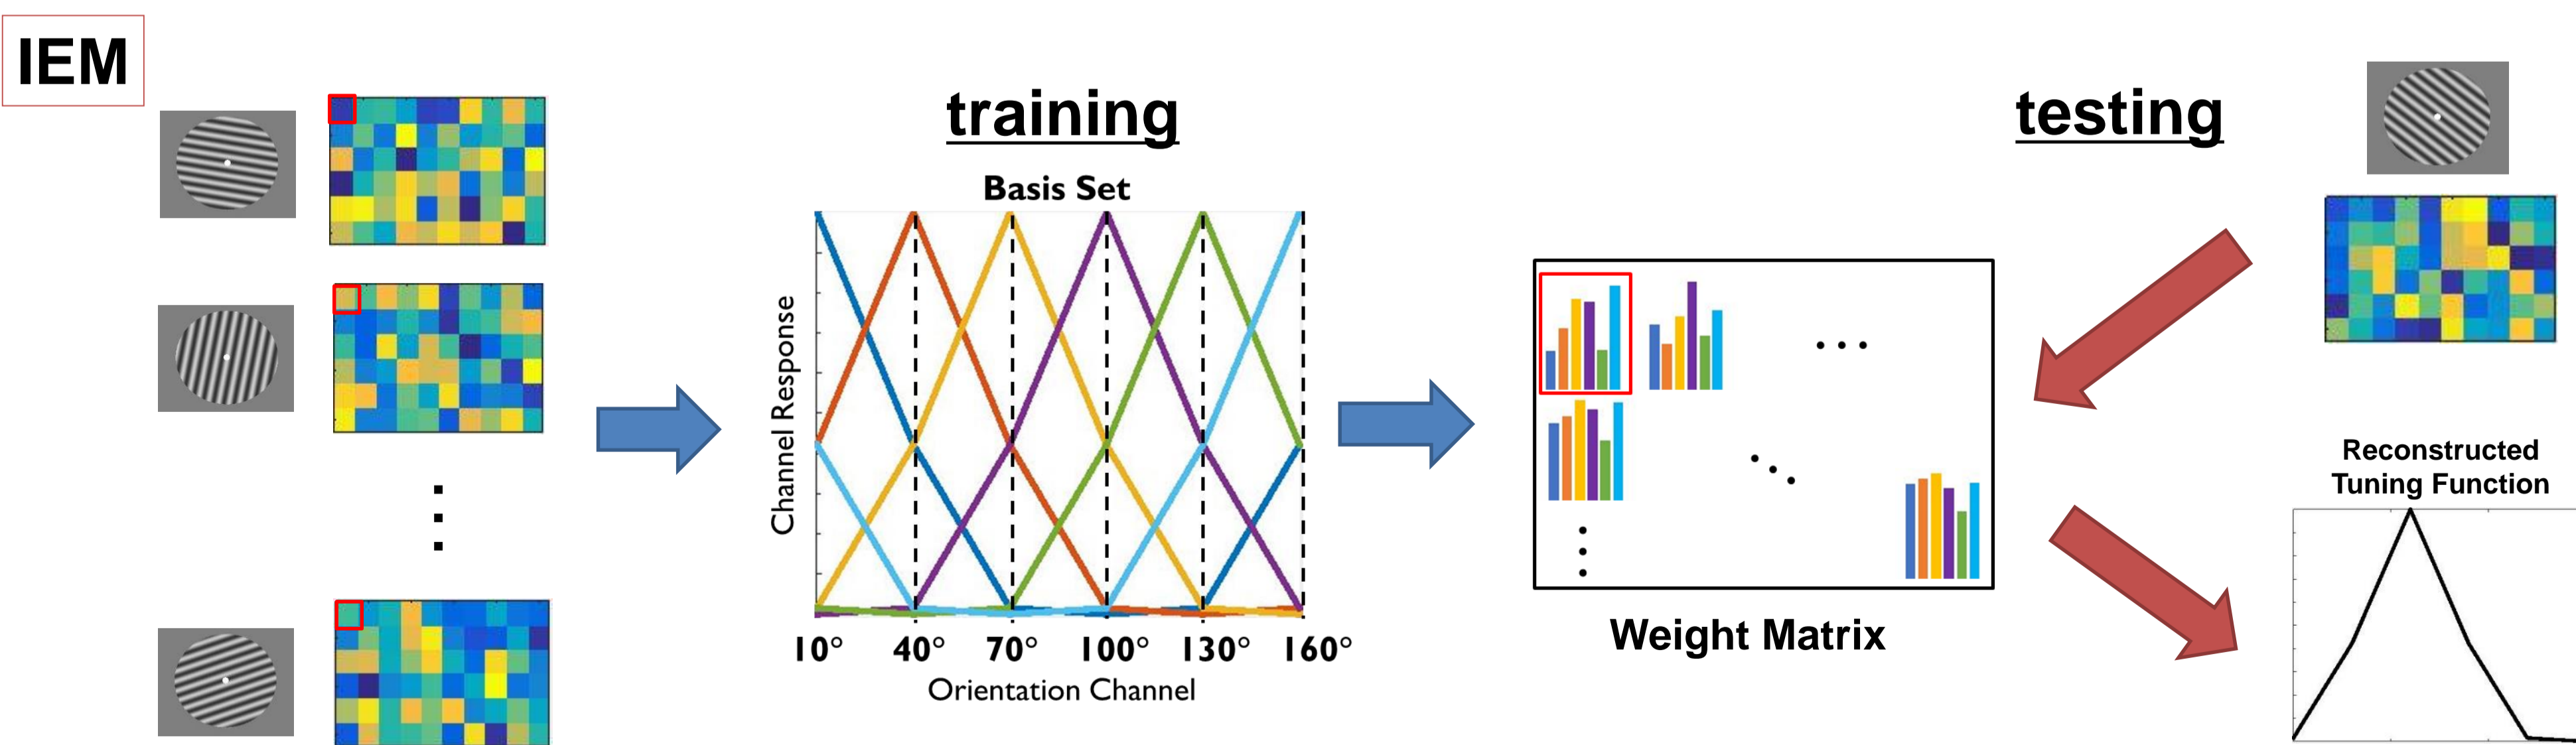 IEM
training
testing
Basis Set
Channel Response
10° 40° 70° 100° 130° 160°
Orientation Channel
Weight Matrix
Reconstructed
Tuning Function